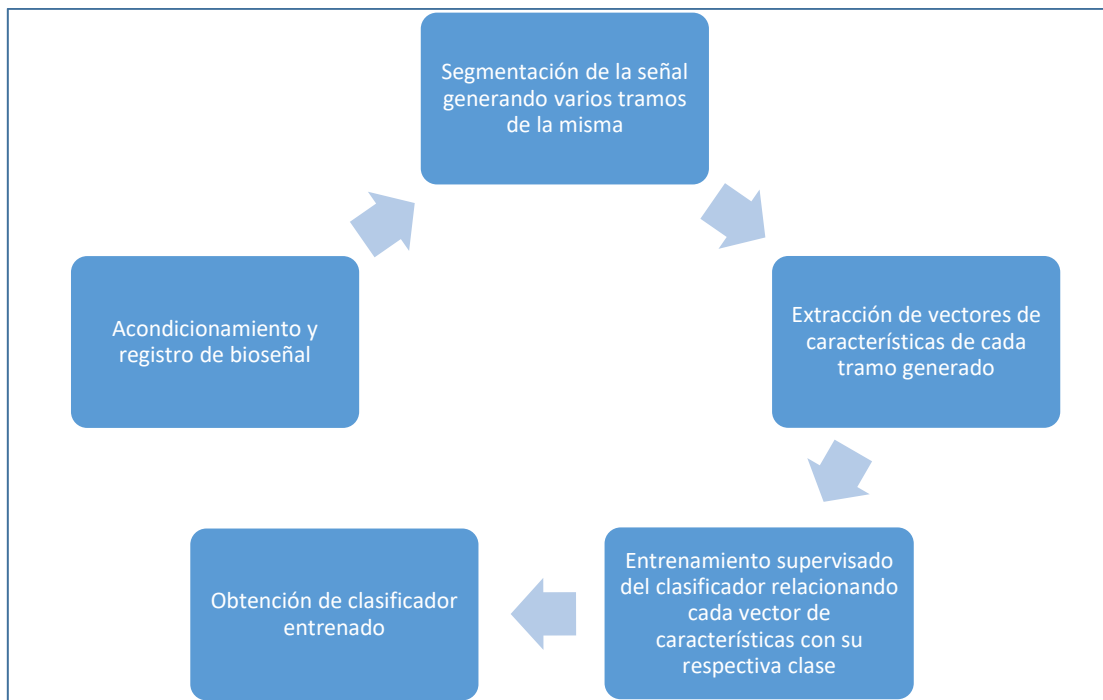 Segmentación de la señal
generando varios tramos
de la misma
Acondicionamiento y
registro de bioseñal
Extracción de vectores de
características de cada
tramo generado
Obtención de clasificador
entrenado
Entrenamiento supervisado
del clasificador relacionando
cada vector de
características con su
respectiva clase